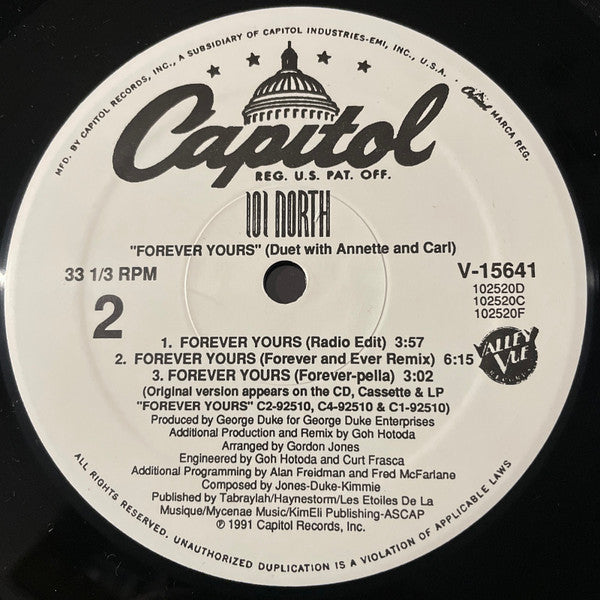 MFD. BY CAPITOL RECORDS, INC., A SUBSIDIARY OF CAPITOL INDUSTRIES-EMI, INC., U.S.A.
Capitol MARCA REG.
Capitol
REG. U.S. PAT. OFF.
101 NORTH
"FOREVER YOURS" (Duet with Annette and Carl)
33 1/3 RPM
V-15641
102520D
102520C
102520F
2
1. FOREVER YOURS (Radio Edit) 3:57
2. FOREVER YOURS (Forever and Ever Remix) 6:15
3. FOREVER YOURS (Forever-pella) 3:02
VALLEY VUE
RECORDS
(Original version appears on the CD, Cassette & LP
"FOREVER YOURS" C2-92510, C4-92510 & C1-92510)
Produced by George Duke for George Duke Enterprises
Additional Production and Remix by Goh Hotoda
Arranged by Gordon Jones
Engineered by Goh Hotoda and Curt Frasca
Additional Programming by Alan Freidman and Fred McFarlane
Composed by Jones-Duke-Kimmie
Published by Tabraylah/Haynestorm/Les Etoiles De La
Musique/Mycenae Music/KimEli Publishing-ASCAP
℗ 1991 Capitol Records, Inc.
ALL RIGHTS RESERVED. UNAUTHORIZED DUPLICATION IS A VIOLATION OF APPLICABLE LAWS